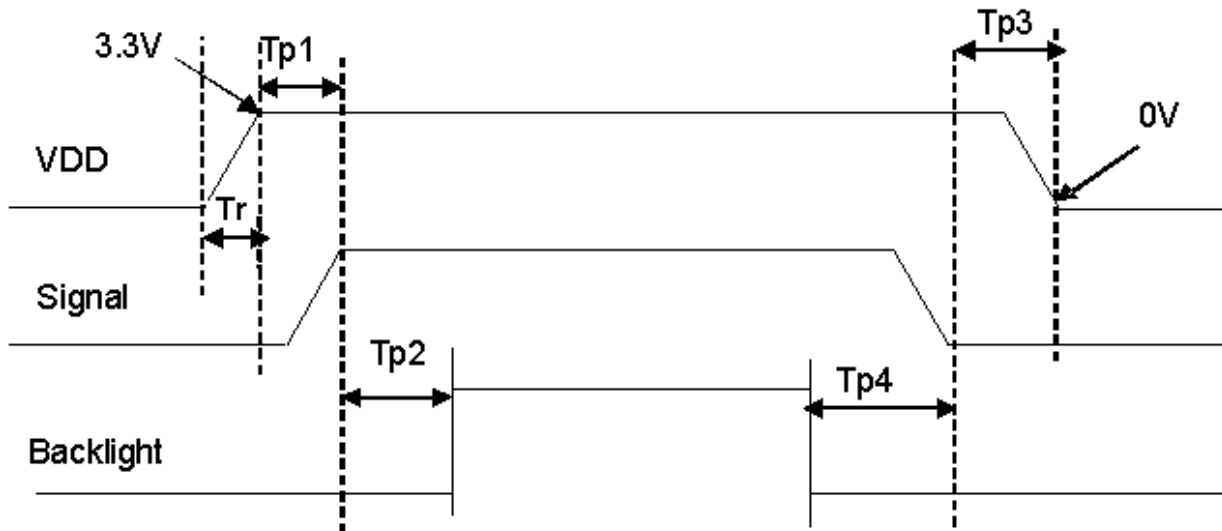 3.3V
Tp1
Tp3
0V
VDD
Tr
Signal
Tp2
Tp4
Backlight